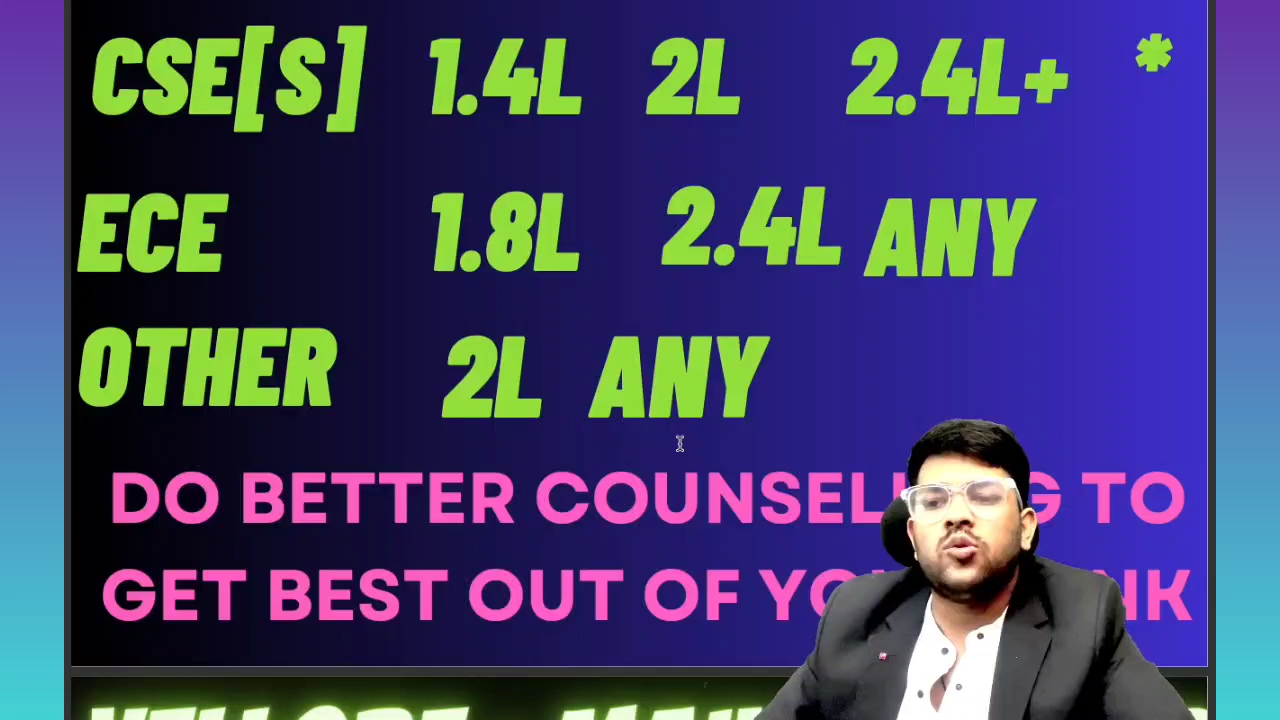 CSE[S] 1.4L 2L 2.4L+ *
ECE 1.8L 2.4L ANY
OTHER 2L ANY
DO BETTER TO
GET BEST OUT OF